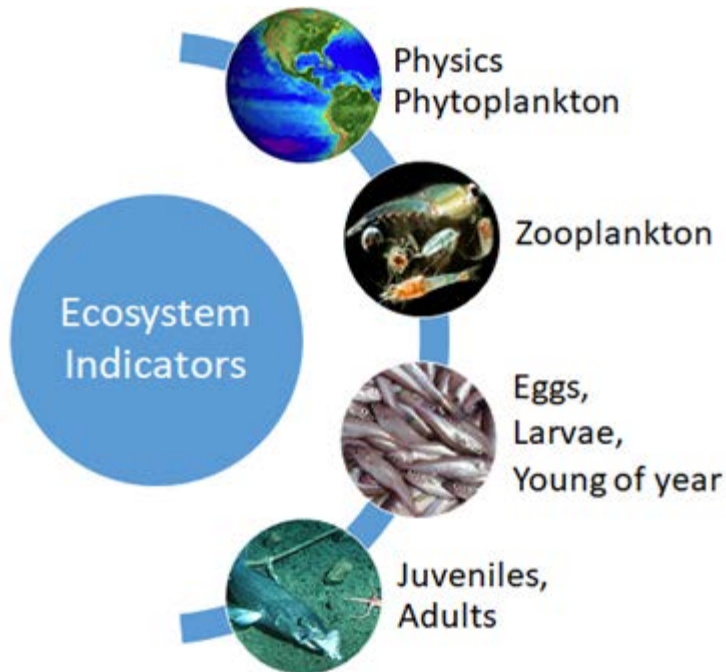 Physics
Phytoplankton
Zooplankton
Ecosystem
Indicators
Eggs,
Larvae,
Young of year
Juveniles,
Adults